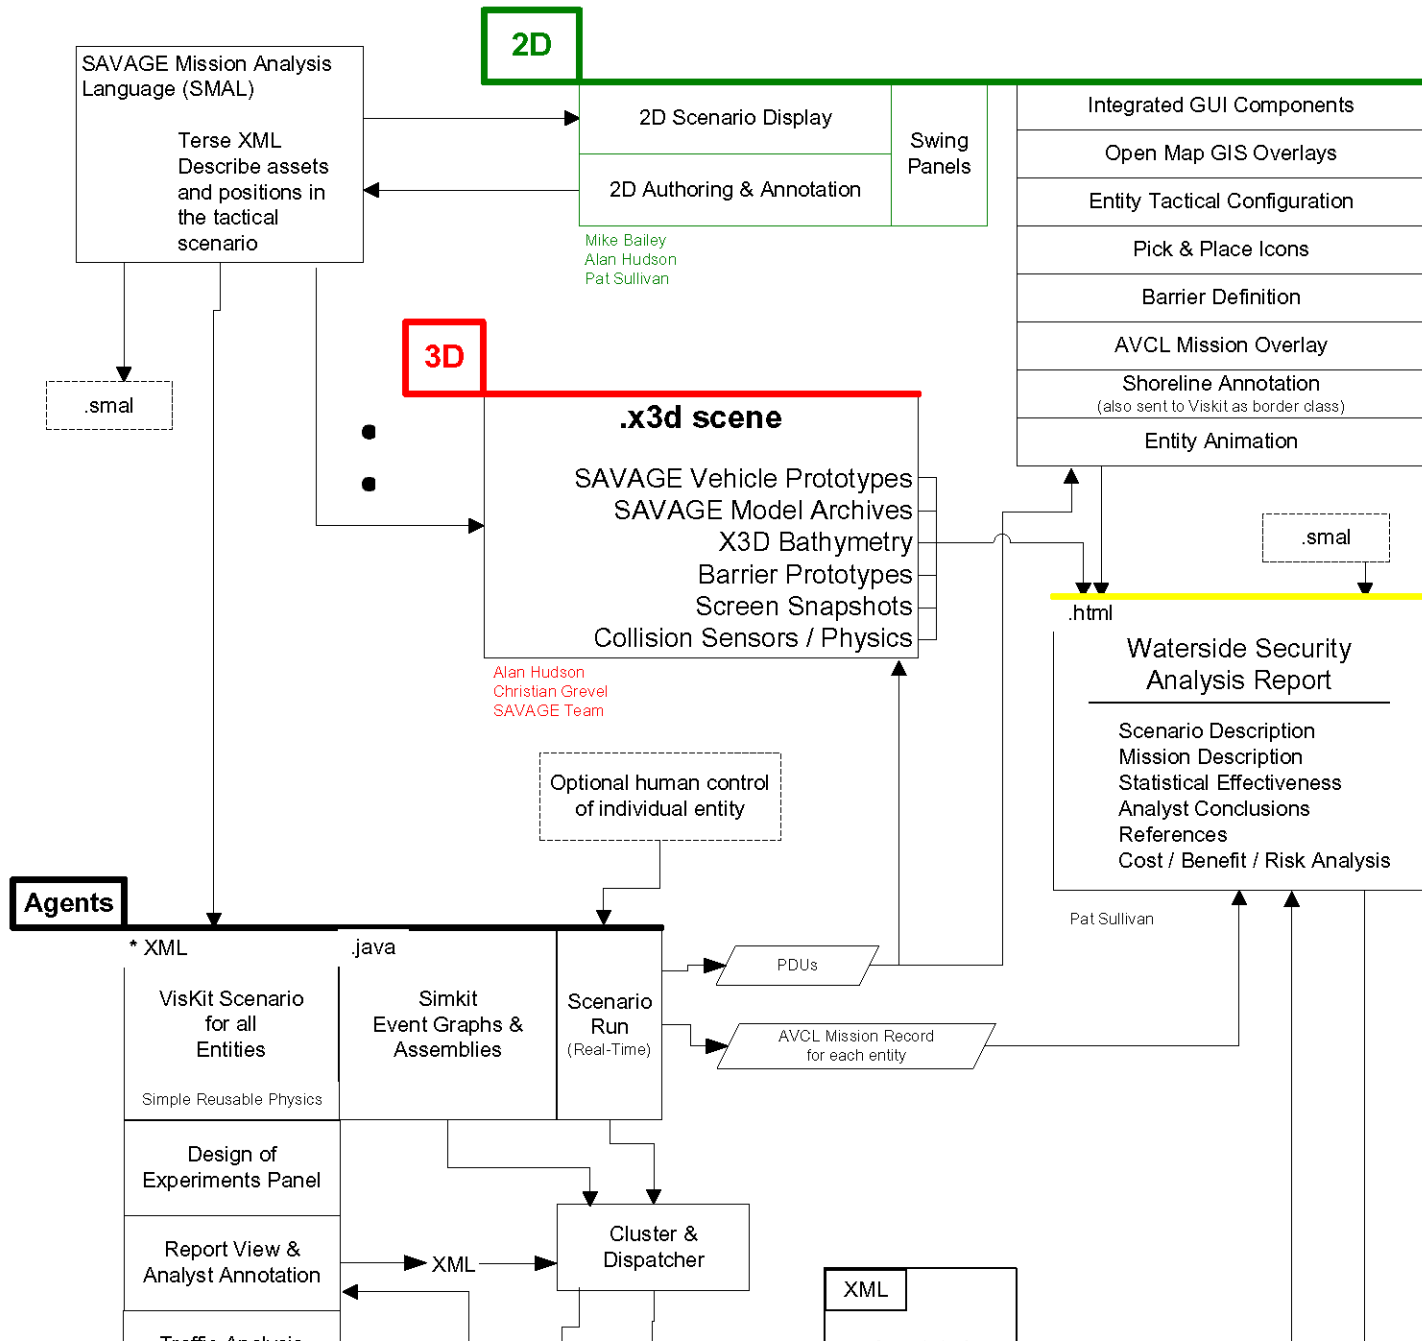 2D
SAVAGE Mission Analysis
Language (SMAL)
Terse XML
Describe assets
and positions in
the tactical
scenario
2D Scenario Display
2D Authoring & Annotation
Swing
Panels
Mike Bailey
Alan Hudson
Pat Sullivan
Integrated GUI Components
Open Map GIS Overlays
Entity Tactical Configuration
Pick & Place Icons
Barrier Definition
AVCL Mission Overlay
Shoreline Annotation
(also sent to Viskit as border class)
Entity Animation
.smal
3D
.x3d scene
SAVAGE Vehicle Prototypes
SAVAGE Model Archives
X3D Bathymetry
Barrier Prototypes
Screen Snapshots
Collision Sensors / Physics
Alan Hudson
Christian Grevel
SAVAGE Team
.smal
.html
Waterside Security
Analysis Report
Scenario Description
Mission Description
Statistical Effectiveness
Analyst Conclusions
References
Cost / Benefit / Risk Analysis
Pat Sullivan
Optional human control
of individual entity
Agents
* XML
VisKit Scenario
for all
Entities
Simple Reusable Physics
.java
Simkit
Event Graphs &
Assemblies
Scenario
Run
(Real-Time)
PDUs
AVCL Mission Record
for each entity
Design of
Experiments Panel
Report View &
Analyst Annotation
XML
Cluster &
Dispatcher
XML
Traffic Analysis